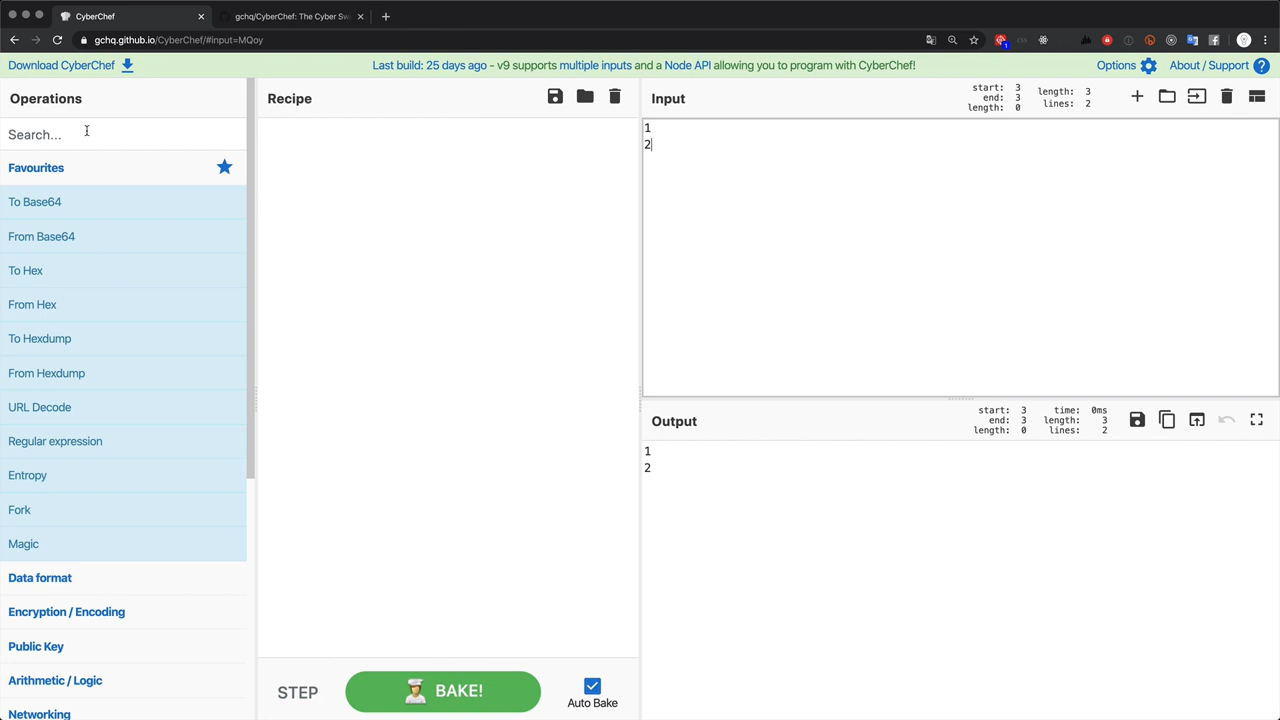 CyberChef
gchq/CyberChef: The Cyber Sw
gchq.github.io/CyberChef/#input=MQoy
1
Download CyberChef
Last build: 25 days ago - v9 supports multiple inputs and a Node API allowing you to program with CyberChef!
Options
About / Support
Operations
Search...
Favourites
To Base64
From Base64
To Hex
From Hex
To Hexdump
From Hexdump
URL Decode
Regular expression
Entropy
Fork
Magic
Data format
Encryption / Encoding
Public Key
Arithmetic / Logic
Networking
Recipe
STEP
BAKE!
Auto Bake
Input
start: 3
end: 3
length: 0
length: 3
lines: 2
1
2
Output
start: 3
end: 3
length: 0
time: 0ms
length: 3
lines: 2
1
2